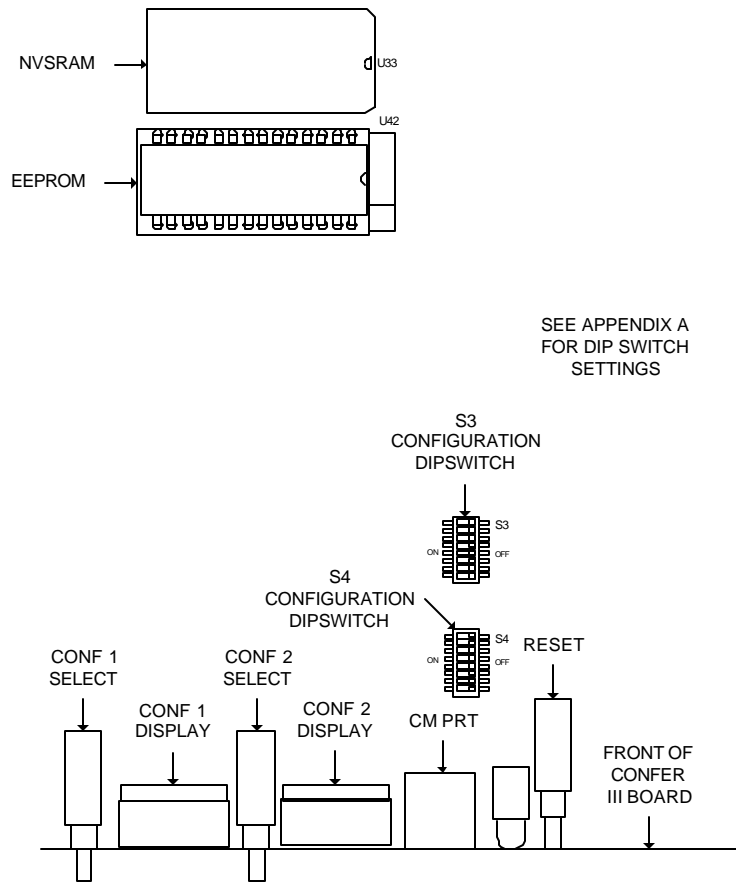 NVSRAM
U33
U42
EEPROM
SEE APPENDIX A
FOR DIP SWITCH
SETTINGS
S3
CONFIGURATION
DIPSWITCH
S3
ON
OFF
S4
CONFIGURATION
DIPSWITCH
S4
ON
OFF
RESET
CONF 1
SELECT
CONF 2
SELECT
CONF 1
DISPLAY
CONF 2
DISPLAY
CM PRT
FRONT OF
CONFER
III BOARD